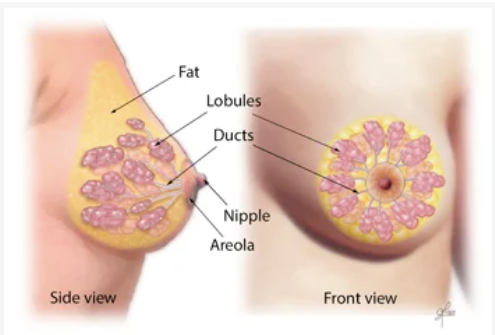 Fat
Lobules
Ducts
Nipple
Areola
Side view
Front view